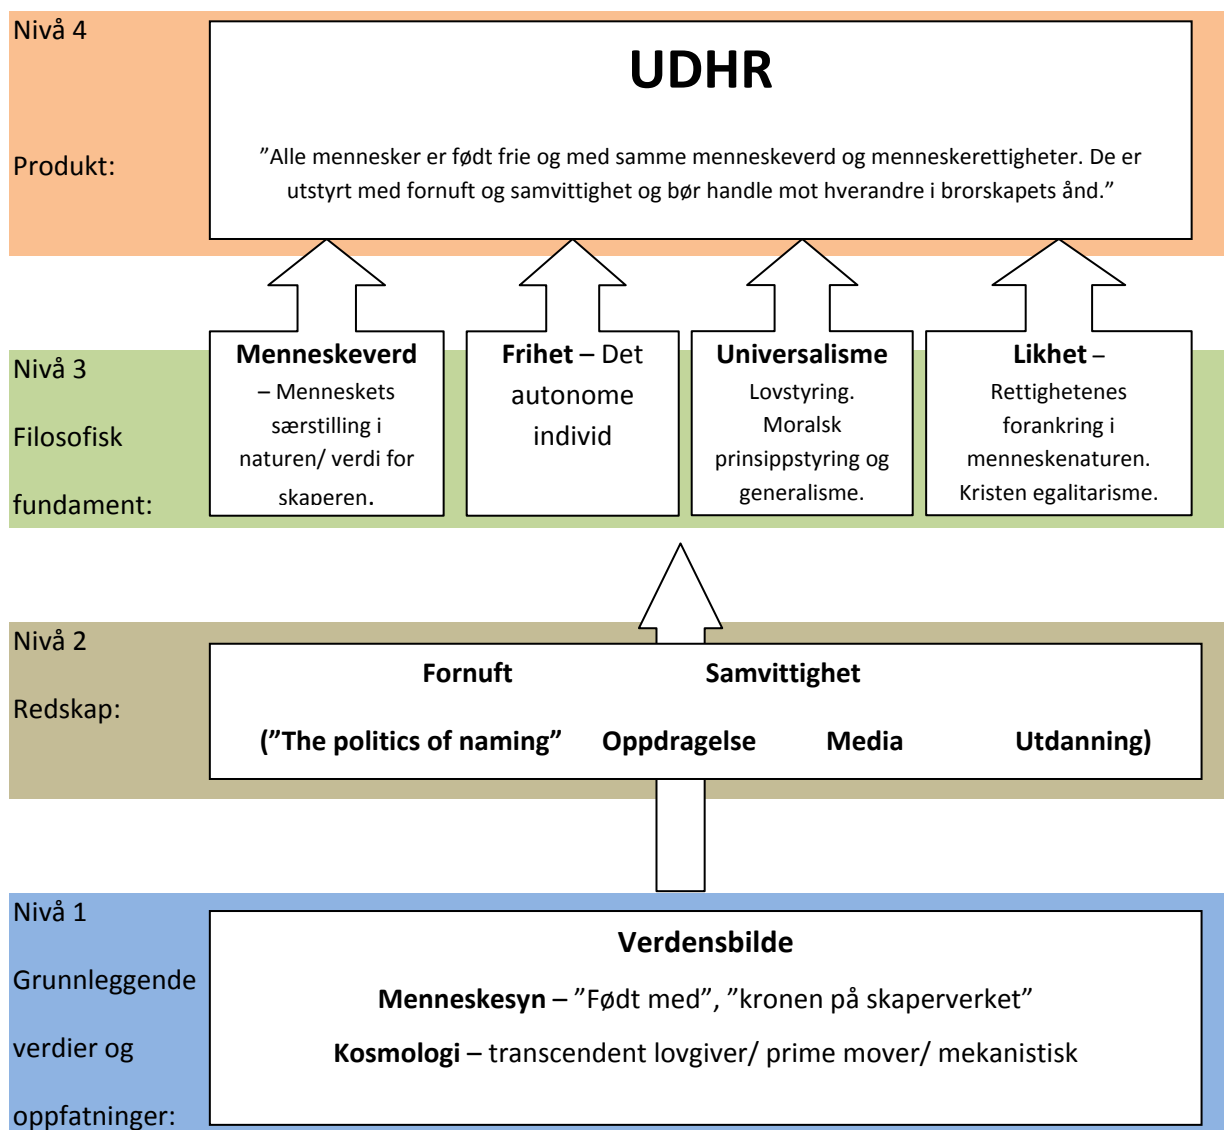 Nivå 4
Produkt:
UDHR
”Alle mennesker er født frie og med samme menneskeverd og menneskerettigheter. De er
utstyrt med fornuft og samvittighet og bør handle mot hverandre i brorskapets ånd.”
Nivå 3
Filosofisk
fundament:
Menneskeverd
– Menneskets
særstilling i
naturen/ verdi for
skaperen.
Frihet – Det
autonome
individ
Universalisme
Lovstyring.
Moralsk
prinsippstyring og
generalisme.
Likhet –
Rettighetenes
forankring i
menneskenaturen.
Kristen egalitarisme.
Nivå 2
Redskap:
Fornuft Samvittighet
(”The politics of naming” Oppdragelse Media Utdanning)
Nivå 1
Grunnleggende
verdier og
oppfatninger:
Verdensbilde
Menneskesyn – ”Født med”, ”kronen på skaperverket”
Kosmologi – transcendent lovgiver/ prime mover/ mekanistisk